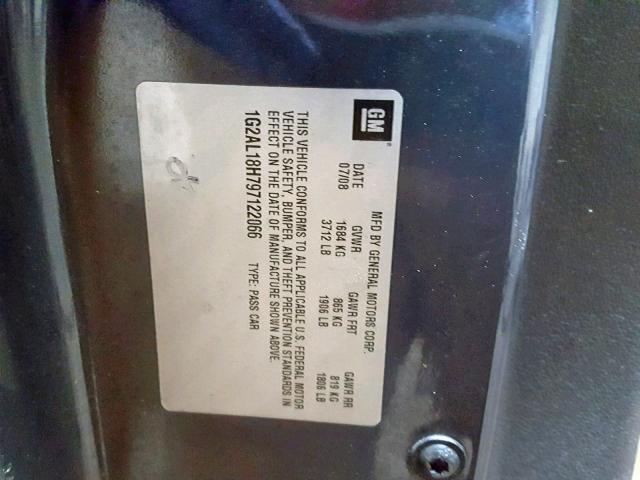 GM
MFD BY GENERAL MOTORS CORP.
DATE GVWR GAWR FRT GAWR RR
07/08 1684 KG 865 KG 819 KG
3712 LB 1906 LB 1806 LB
THIS VEHICLE CONFORMS TO ALL APPLICABLE U.S. FEDERAL MOTOR
VEHICLE SAFETY, BUMPER, AND THEFT PREVENTION STANDARDS IN
EFFECT ON THE DATE OF MANUFACTURE SHOWN ABOVE.
1G2AL18H797122066 TYPE: PASS CAR